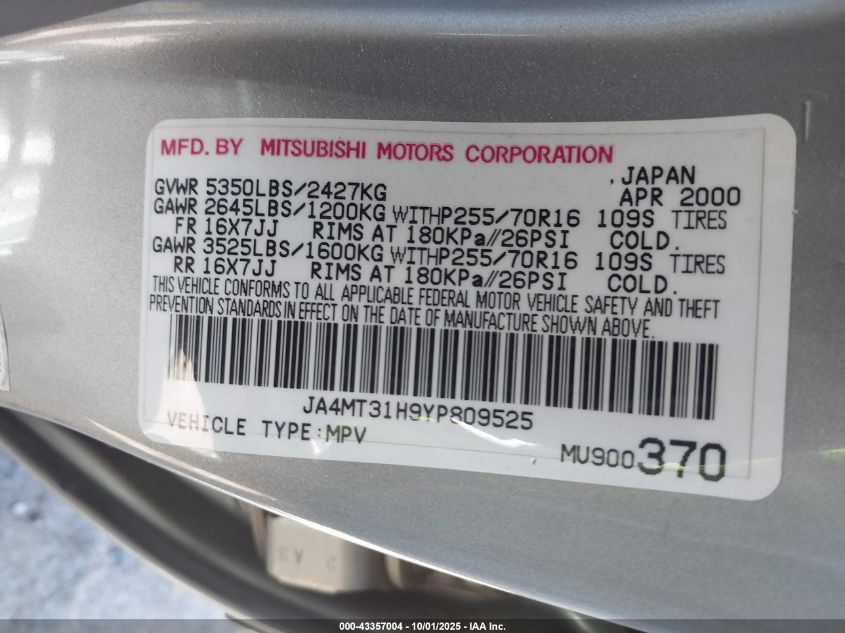 MFD. BY MITSUBISHI MOTORS CORPORATION
, JAPAN
GVWR 5350LBS/2427KG APR 2000
GAWR 2645LBS/1200KG WITHP255/70R16 109S TIRES
FR 16X7JJ RIMS AT 180KPa//26PSI COLD.
GAWR 3525LBS/1600KG WITHP255/70R16 109S TIRES
RR 16X7JJ RIMS AT 180KPa//26PSI COLD.
THIS VEHICLE CONFORMS TO ALL APPLICABLE FEDERAL MOTOR VEHICLE SAFETY AND THEFT
PREVENTION STANDARDS IN EFFECT ON THE DATE OF MANUFACTURE SHOWN ABOVE.
JA4MT31H9YP809525
VEHICLE TYPE:MPV
MU900370
000-43357004 - 10/01/2025 - IAA Inc.